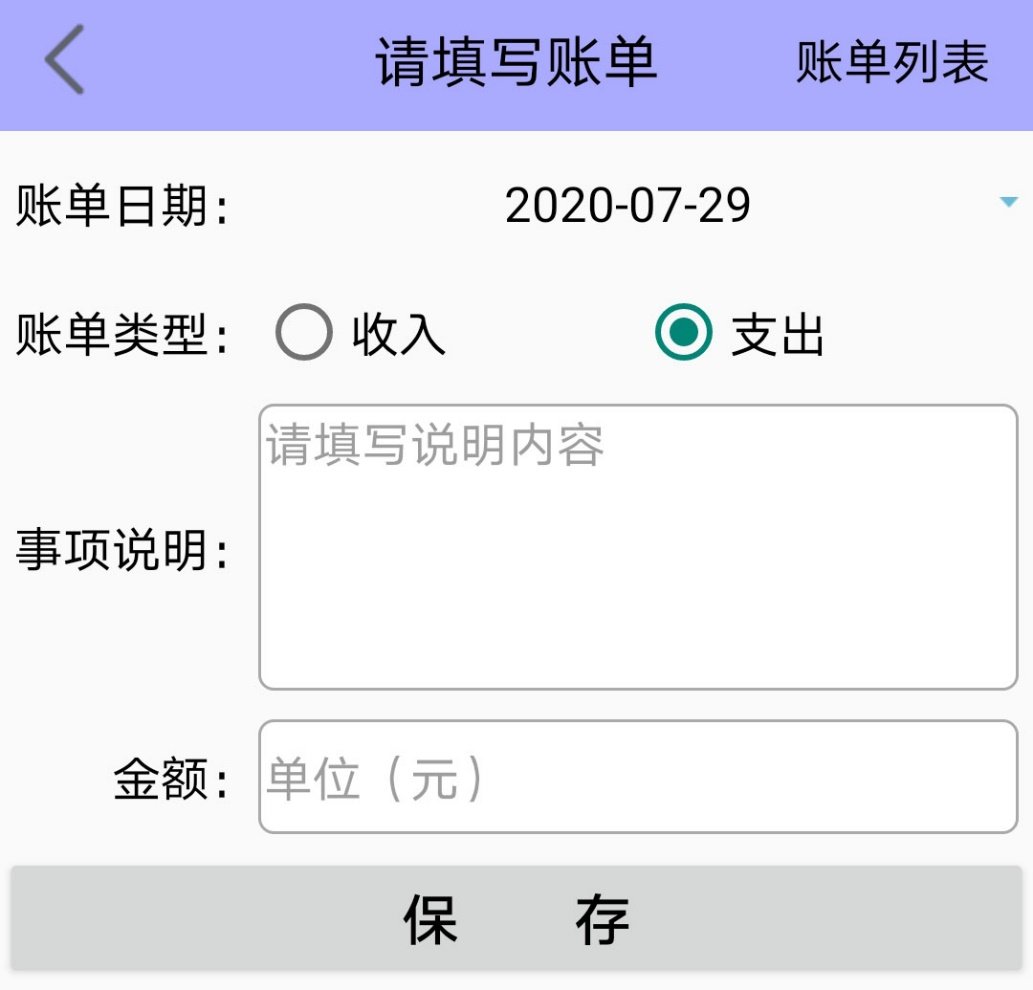 请填写账单 账单列表
账单日期： 2020-07-29
账单类型： 收入 支出
事项说明： 请填写说明内容
金额： 单位（元）
保 存